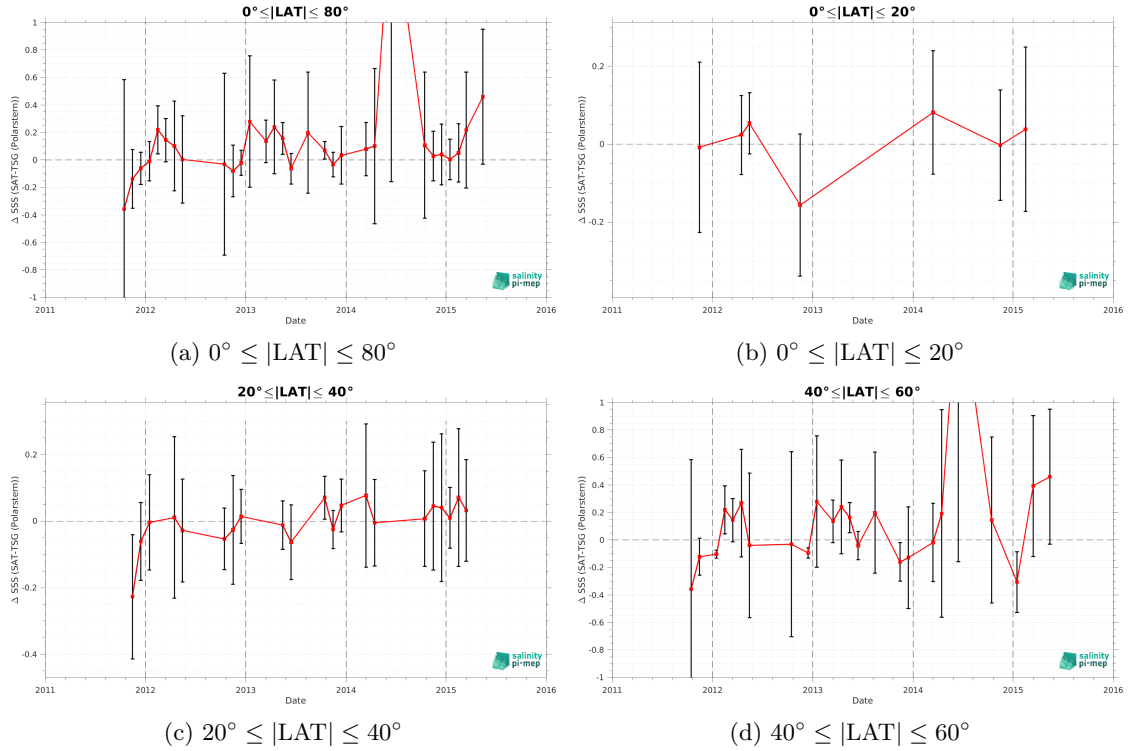 0°≤|LAT|≤ 80°
1
0.8
0.6
0.4
0.2
0
-0.2
-0.4
-0.6
-0.8
-1
Δ SSS (SAT-TSG (Polarstern))
2011 2012 2013 2014 2015 2016
Date
salinity
pi-mep
(a) 0° ≤ |LAT| ≤ 80°
0°≤|LAT|≤ 20°
0.2
0
-0.2
Δ SSS (SAT-TSG (Polarstern))
2011 2012 2013 2014 2015 2016
Date
salinity
pi-mep
(b) 0° ≤ |LAT| ≤ 20°
20°≤|LAT|≤ 40°
0.2
0
-0.2
-0.4
Δ SSS (SAT-TSG (Polarstern))
2011 2012 2013 2014 2015 2016
Date
salinity
pi-mep
(c) 20° ≤ |LAT| ≤ 40°
40°≤|LAT|≤ 60°
1
0.8
0.6
0.4
0.2
0
-0.2
-0.4
-0.6
-0.8
-1
Δ SSS (SAT-TSG (Polarstern))
2011 2012 2013 2014 2015 2016
Date
salinity
pi-mep
(d) 40° ≤ |LAT| ≤ 60°